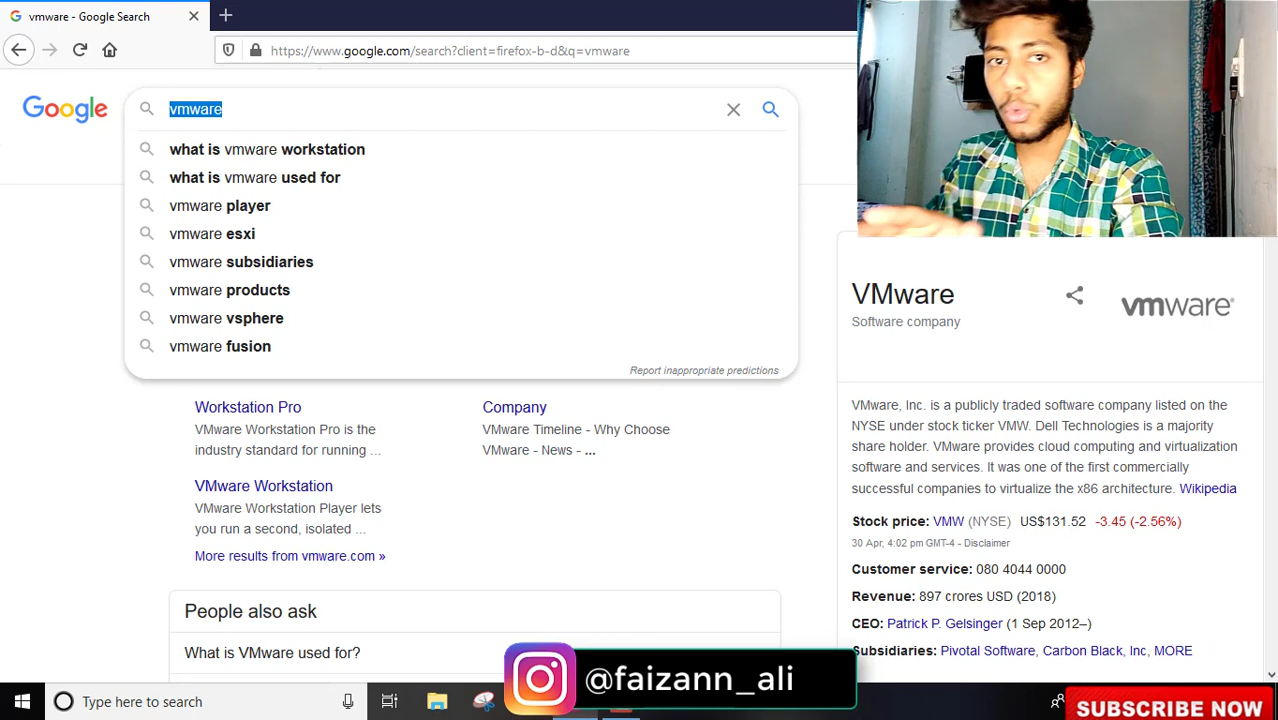 vmware - Google Search
https://www.google.com/search?client=firefox-b-d&q=vmware
Google
vmware
what is vmware workstation
what is vmware used for
vmware player
vmware esxi
vmware subsidiaries
vmware products
vmware vsphere
vmware fusion
Report inappropriate predictions
Workstation Pro
VMware Workstation Pro is the
industry standard for running ...
VMware Workstation
VMware Workstation Player lets
you run a second, isolated ...
More results from vmware.com »
Company
VMware Timeline - Why Choose
VMware - News - ...
People also ask
What is VMware used for?
VMware
Software company
vmware®
VMware, Inc. is a publicly traded software company listed on the
NYSE under stock ticker VMW. Dell Technologies is a majority
share holder. VMware provides cloud computing and virtualization
software and services. It was one of the first commercially
successful companies to virtualize the x86 architecture. Wikipedia
Stock price: VMW (NYSE) US$131.52 -3.45 (-2.56%)
30 Apr, 4:02 pm GMT-4 - Disclaimer
Customer service: 080 4044 0000
Revenue: 897 crores USD (2018)
CEO: Patrick P. Gelsinger (1 Sep 2012–)
Subsidiaries: Pivotal Software, Carbon Black, Inc, MORE
@faizann_ali
Type here to search
SUBSCRIBE NOW